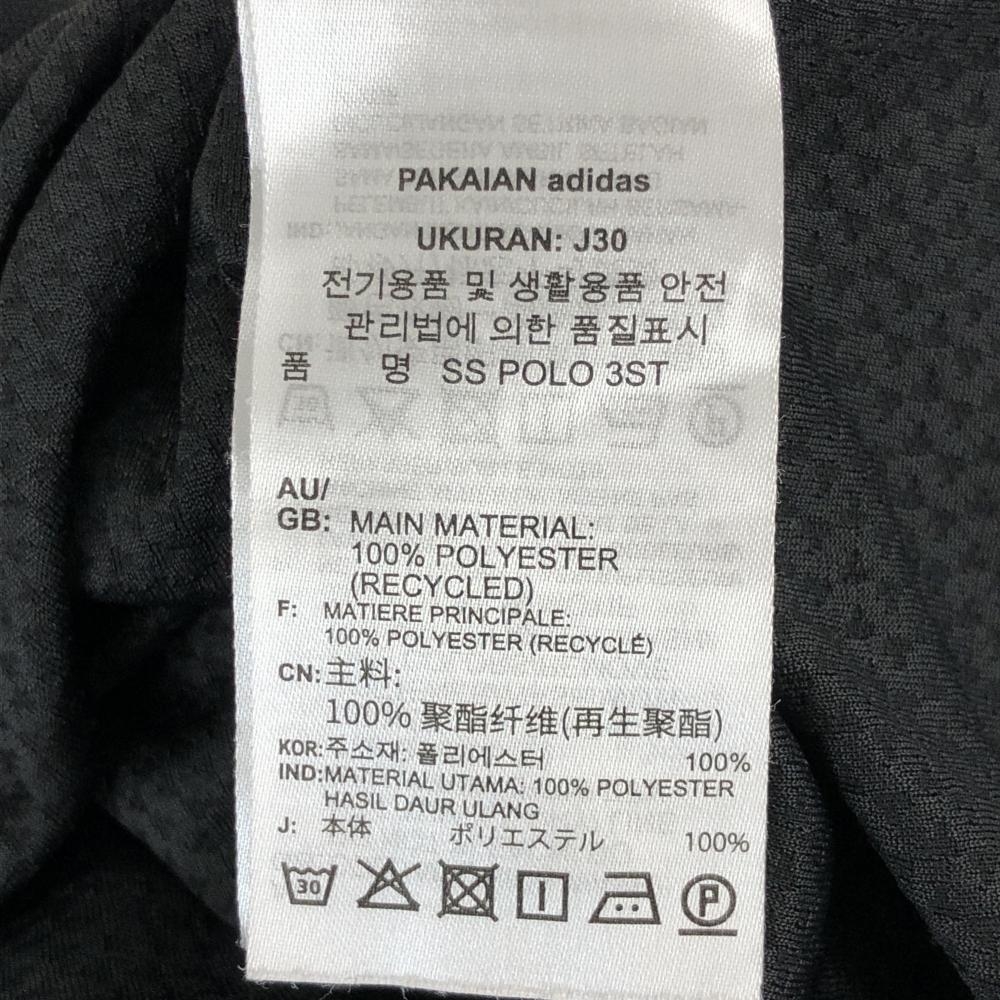 PAKAIAN adidas
UKURAN: J30
전기용품 및 생활용품 안전
관리법에 의한 품질표시
품 명 SS POLO 3ST
AU/
GB: MAIN MATERIAL:
100% POLYESTER
(RECYCLED)
F: MATIERE PRINCIPALE:
100% POLYESTER (RECYCLÉ)
CN: 主料:
100% 聚酯纤维(再生聚酯)
KOR: 주소재: 폴리에스터 100%
IND: MATERIAL UTAMA: 100% POLYESTER
HASIL DAUR ULANG
J: 本体 ポリエステル 100%
30 P